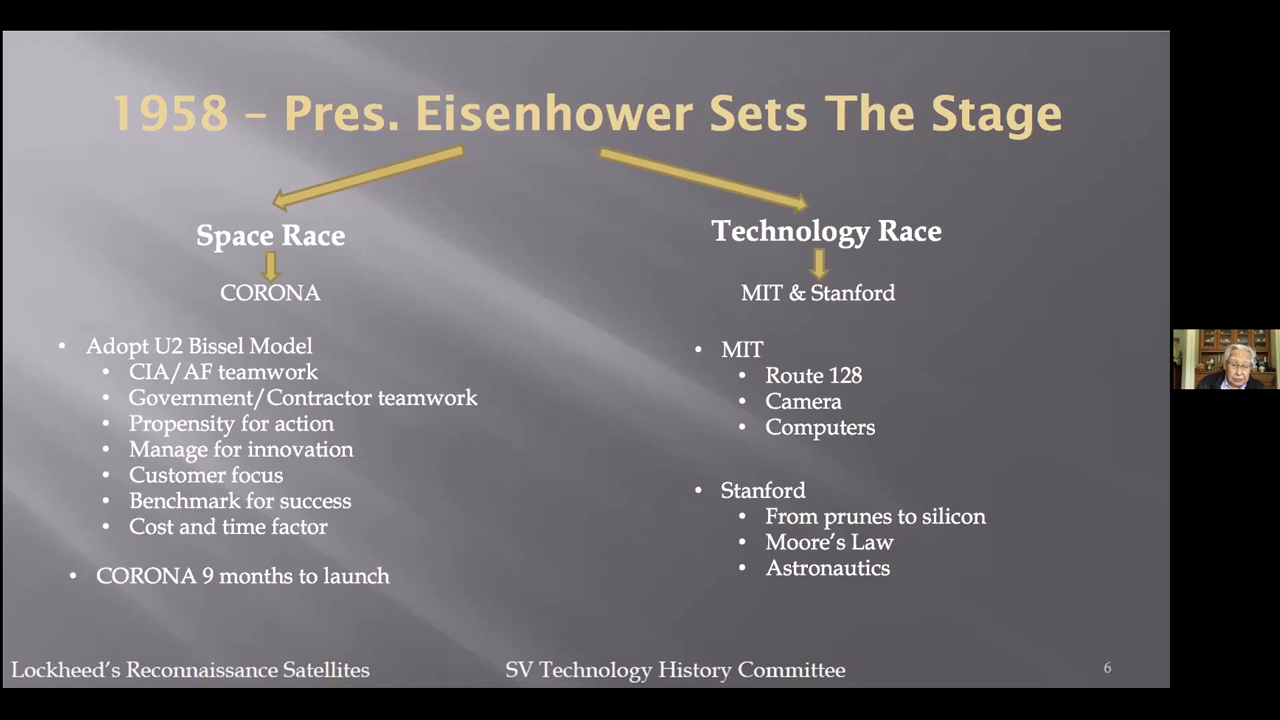 1958 – Pres. Eisenhower Sets The Stage
Space Race
CORONA
• Adopt U2 Bissel Model
• CIA/AF teamwork
• Government/Contractor teamwork
• Propensity for action
• Manage for innovation
• Customer focus
• Benchmark for success
• Cost and time factor
• CORONA 9 months to launch
Technology Race
MIT & Stanford
• MIT
• Route 128
• Camera
• Computers
• Stanford
• From prunes to silicon
• Moore's Law
• Astronautics
Lockheed's Reconnaissance Satellites
SV Technology History Committee
6